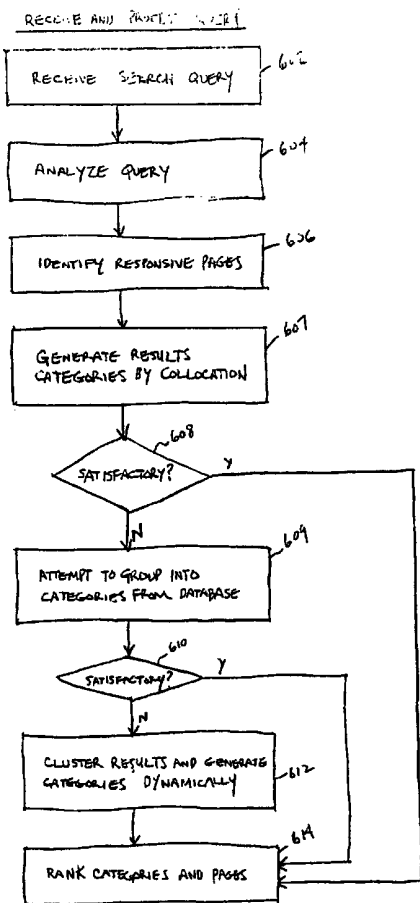 RECEIVE AND QUERY
RECEIVE SEARCH QUERY
602
ANALYZE QUERY
604
IDENTIFY RESPONSIVE PAGES
606
GENERATE RESULTS
CATEGORIES BY COLLOCATION
607
SATISFACTORY?
608
Y
N
ATTEMPT TO GROUP INTO
CATEGORIES FROM DATABASE
609
SATISFACTORY?
610
Y
N
CLUSTER RESULTS AND GENERATE
CATEGORIES DYNAMICALLY
612
RANK CATEGORIES AND PAGES
614